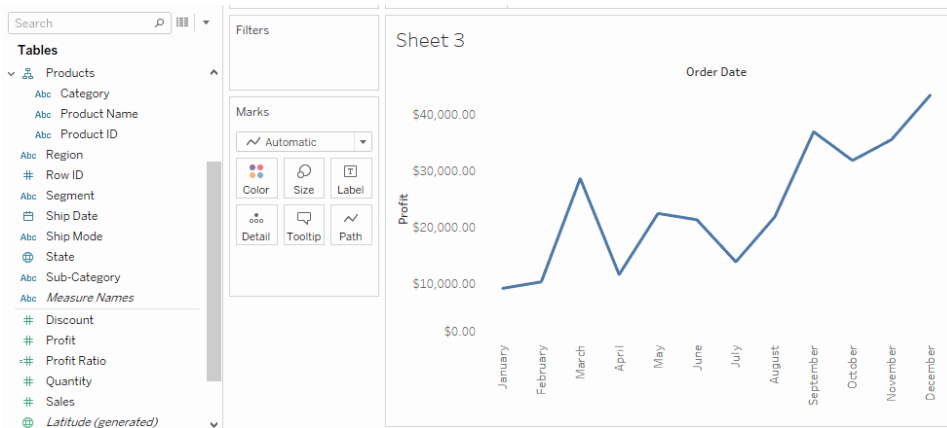 Search
Tables
Products
Abc Category
Abc Product Name
Abc Product ID
Abc Region
# Row ID
Abc Segment
Ship Date
Abc Ship Mode
State
Abc Sub-Category
Abc Measure Names
# Discount
# Profit
=# Profit Ratio
# Quantity
# Sales
Latitude (generated)
Filters
Marks
Automatic
Color Size Label
Detail Tooltip Path
Sheet 3
Order Date
Profit
$40,000.00
$30,000.00
$20,000.00
$10,000.00
$0.00
January
February
March
April
May
June
July
August
September
October
November
December